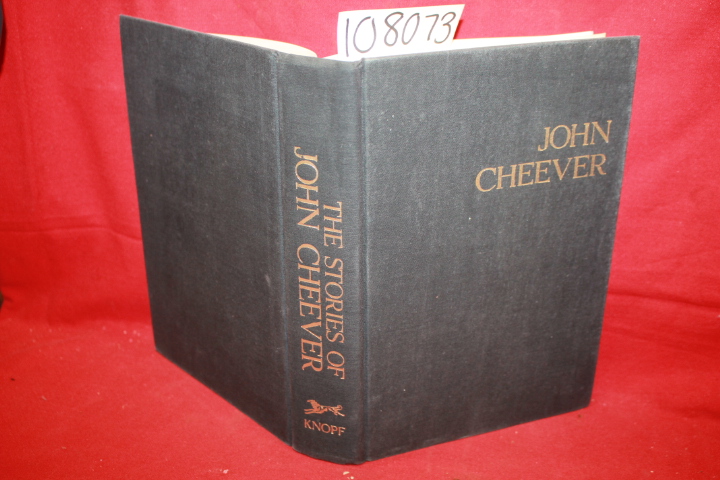 108073
THE STORIES OF
JOHN CHEEVER
KNOPF
JOHN
CHEEVER